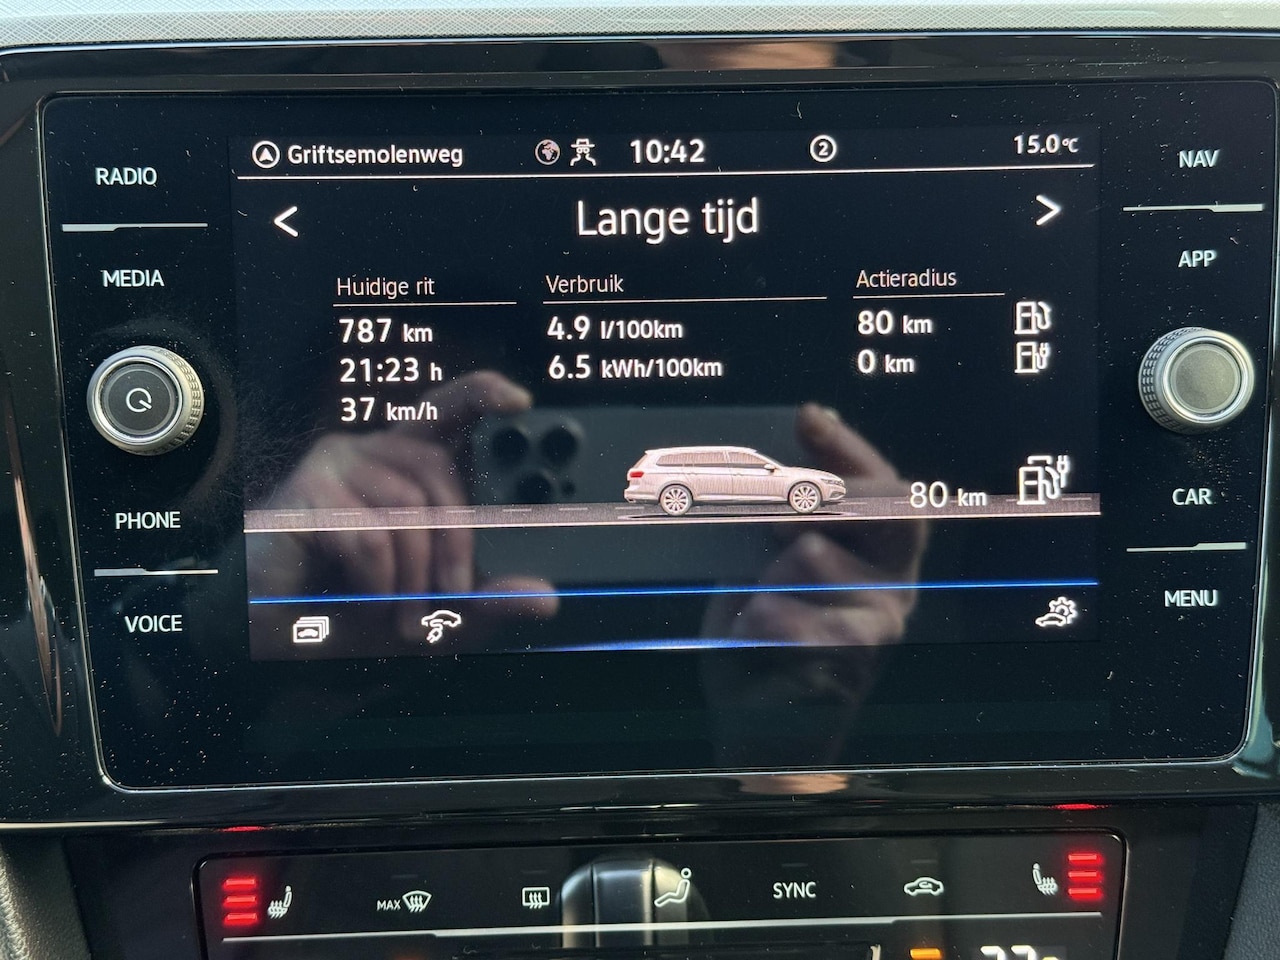 RADIO
MEDIA
PHONE
VOICE
Griftsemolenweg
10:42
2
15.0°C
< Lange tijd >
Huidige rit
787 km
21:23 h
37 km/h
Verbruik
4.9 l/100km
6.5 kWh/100km
Actieradius
80 km
0 km
80 km
NAV
APP
CAR
MENU
MAX
SYNC